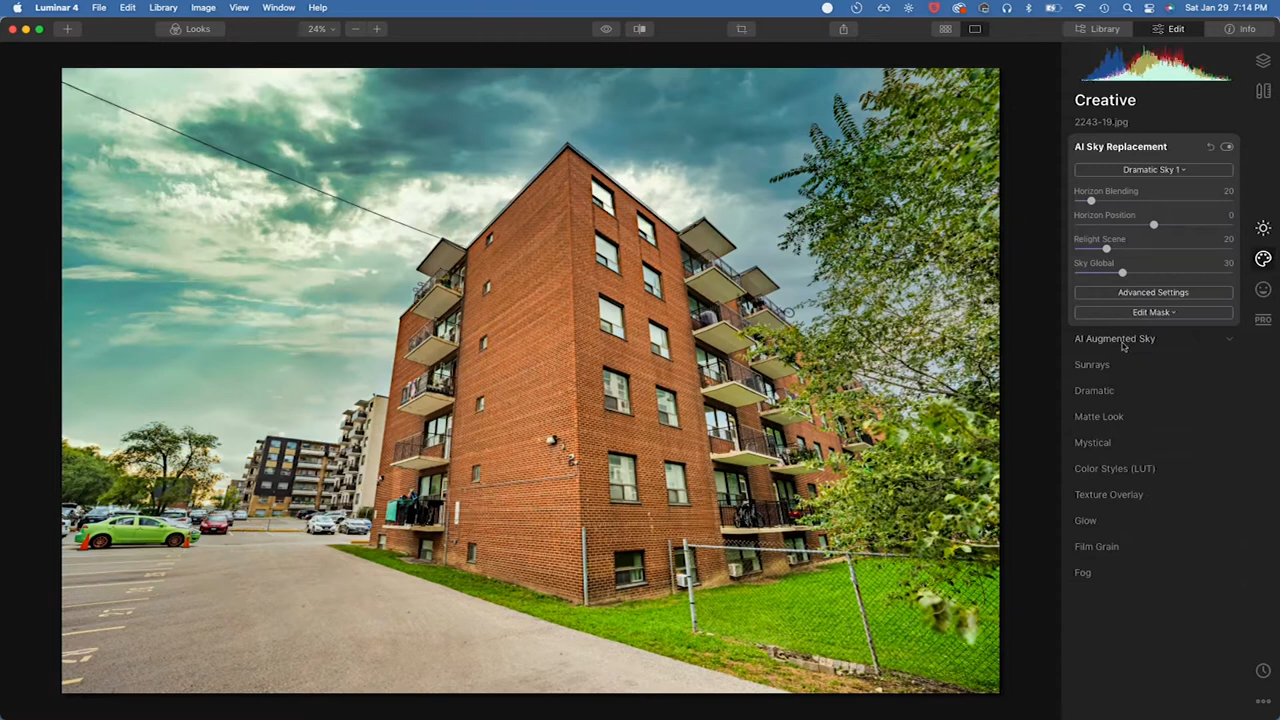 Luminar 4 File Edit Library Image View Window Help Sat Jan 29 7:14 PM
Looks 24% Library Edit Info
Creative
2243-19.jpg
AI Sky Replacement
Dramatic Sky 1
Horizon Blending 20
Horizon Position 0
Relight Scene 20
Sky Global 30
Advanced Settings
Edit Mask
AI Augmented Sky
Sunrays
Dramatic
Matte Look
PRO
Mystical
Color Styles (LUT)
Texture Overlay
Glow
Film Grain
Fog